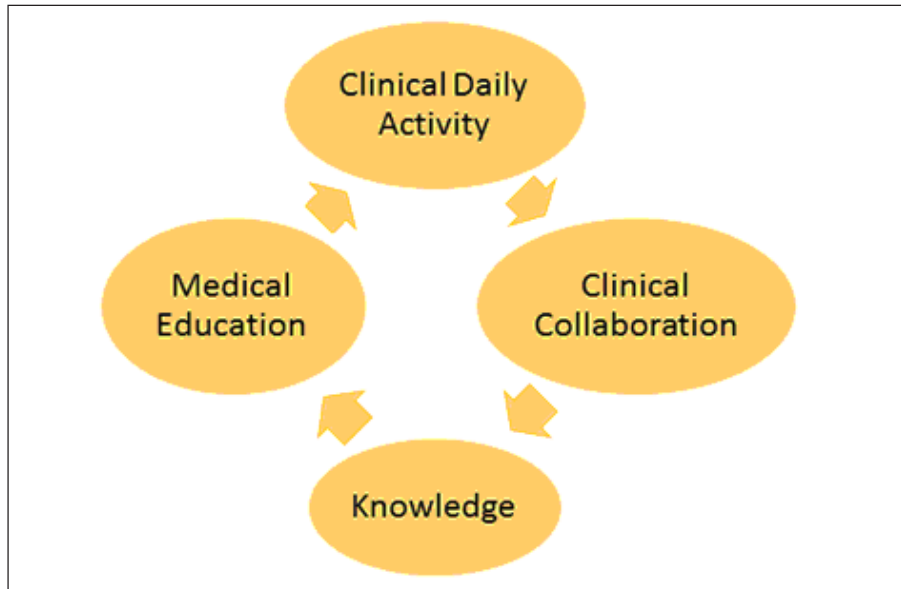 Clinical Daily
Activity
Medical
Education
Clinical
Collaboration
Knowledge